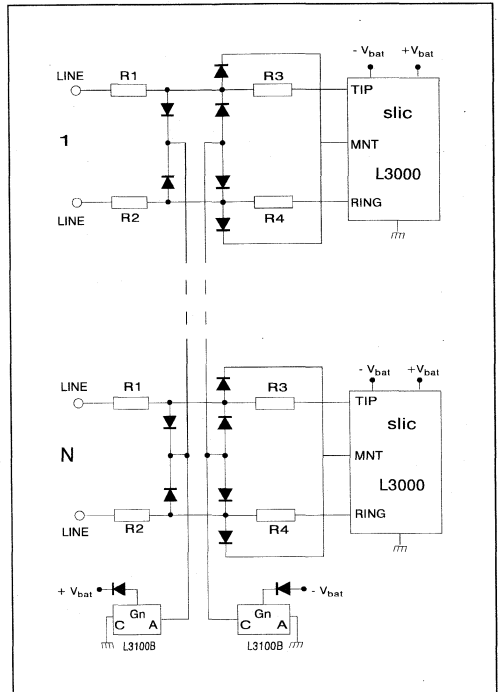 - Vbat +Vbat
LINE R1 R3
TIP
slic
1
MNT
L3000
RING
LINE R2 R4
- Vbat +Vbat
LINE R1 R3
TIP
slic
N
MNT
L3000
RING
LINE R2 R4
+ Vbat - Vbat
Gn Gn
C A C A
L3100B L3100B